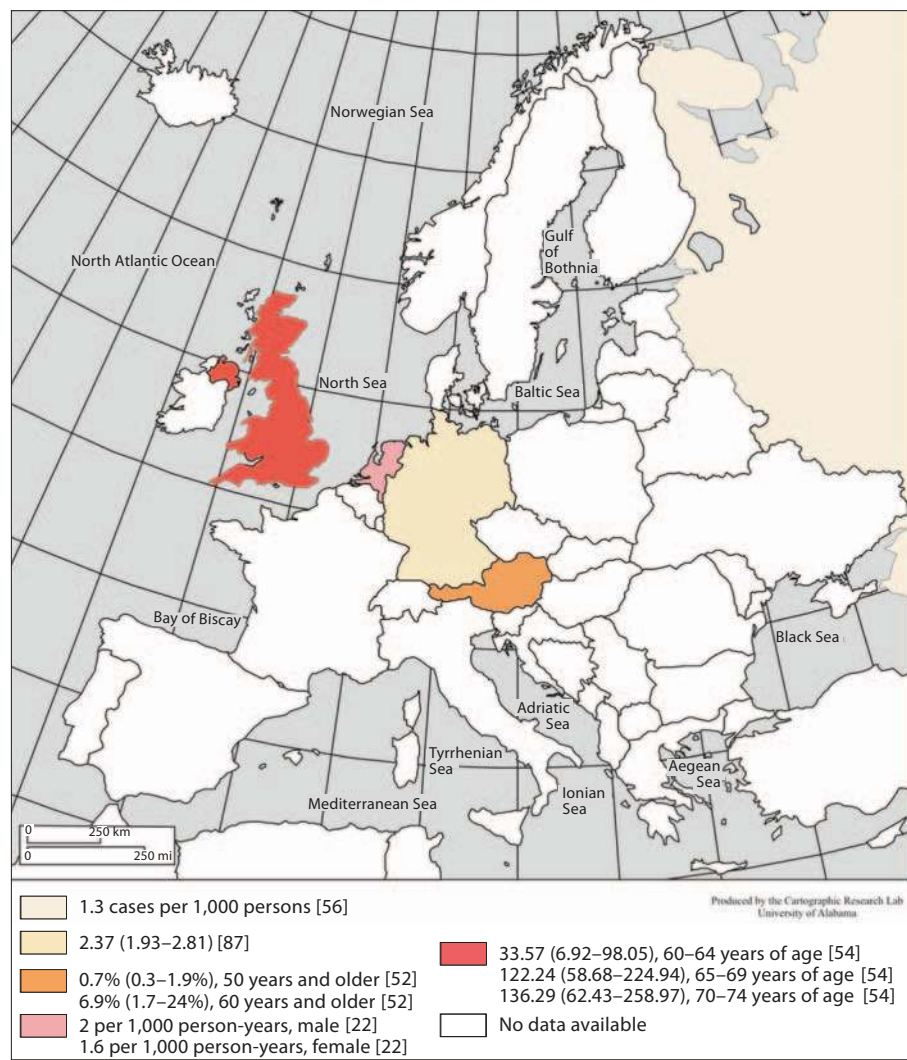 Norwegian Sea
North Atlantic Ocean
Gulf
of
Bothnia
North Sea
Baltic Sea
Bay of Biscay
Black Sea
Adriatic
Sea
Tyrrhenian
Sea
Aegean
Sea
Ionian
Sea
Mediterranean Sea
0 250 km
0 250 mi
Produced by the Cartographic Research Lab
University of Alabama
1.3 cases per 1,000 persons [56]
2.37 (1.93–2.81) [87]
0.7% (0.3–1.9%), 50 years and older [52]
6.9% (1.7–24%), 60 years and older [52]
2 per 1,000 person-years, male [22]
1.6 per 1,000 person-years, female [22]
33.57 (6.92–98.05), 60–64 years of age [54]
122.24 (58.68–224.94), 65–69 years of age [54]
136.29 (62.43–258.97), 70–74 years of age [54]
No data available